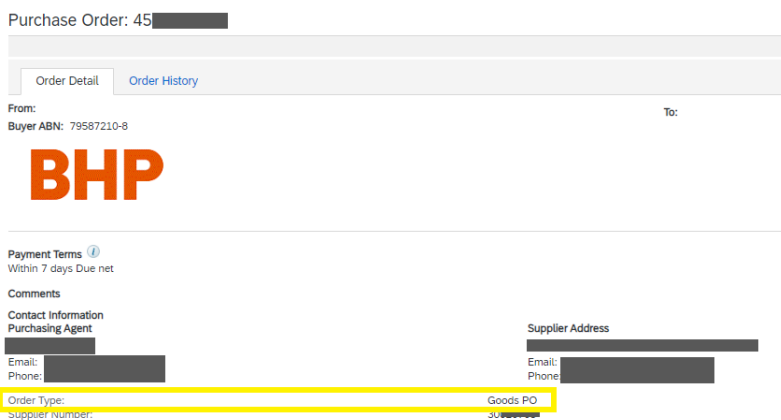 Purchase Order: 45
Order Detail Order History
From: To:
Buyer ABN: 79587210-8
BHP
Payment Terms i
Within 7 days Due net
Comments
Contact Information
Purchasing Agent Supplier Address
Email: Email:
Phone: Phone:
Order Type: Goods PO
Supplier Number: